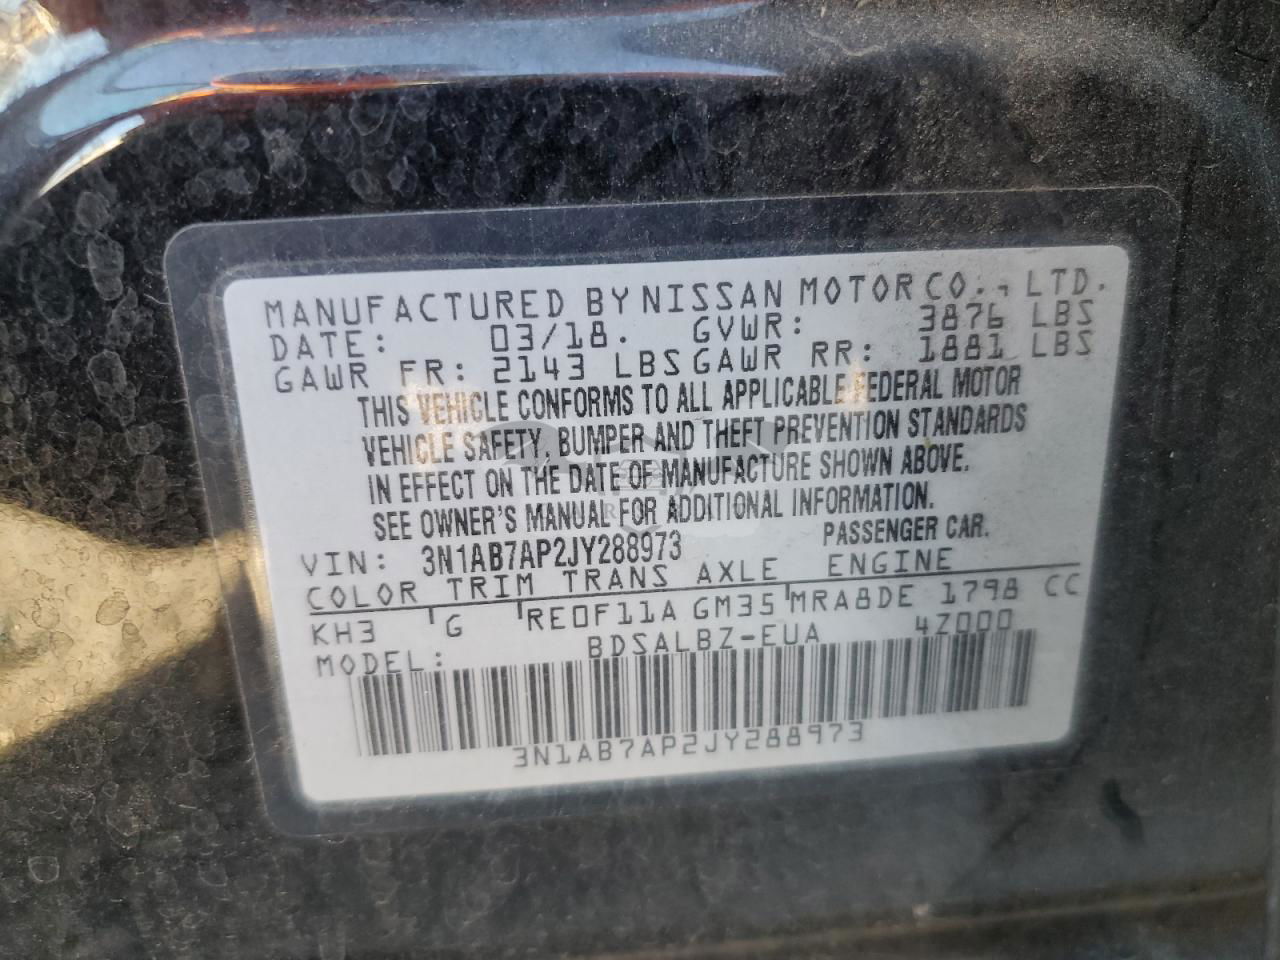 MANUFACTURED BY NISSAN MOTOR CO., LTD.
DATE: 03/18. GVWR: 3876 LBS
GAWR FR: 2143 LBS GAWR RR: 1881 LBS
THIS VEHICLE CONFORMS TO ALL APPLICABLE FEDERAL MOTOR
VEHICLE SAFETY, BUMPER AND THEFT PREVENTION STANDARDS
IN EFFECT ON THE DATE OF MANUFACTURE SHOWN ABOVE.
SEE OWNER'S MANUAL FOR ADDITIONAL INFORMATION.
VIN: 3N1AB7AP2JY288973 PASSENGER CAR.
COLOR TRIM TRANS AXLE ENGINE
KH3 G RE0F11A GM35 MRA8DE 1798 CC
MODEL: BDSALBZ-EUA 4Z000
3N1AB7AP2JY288973